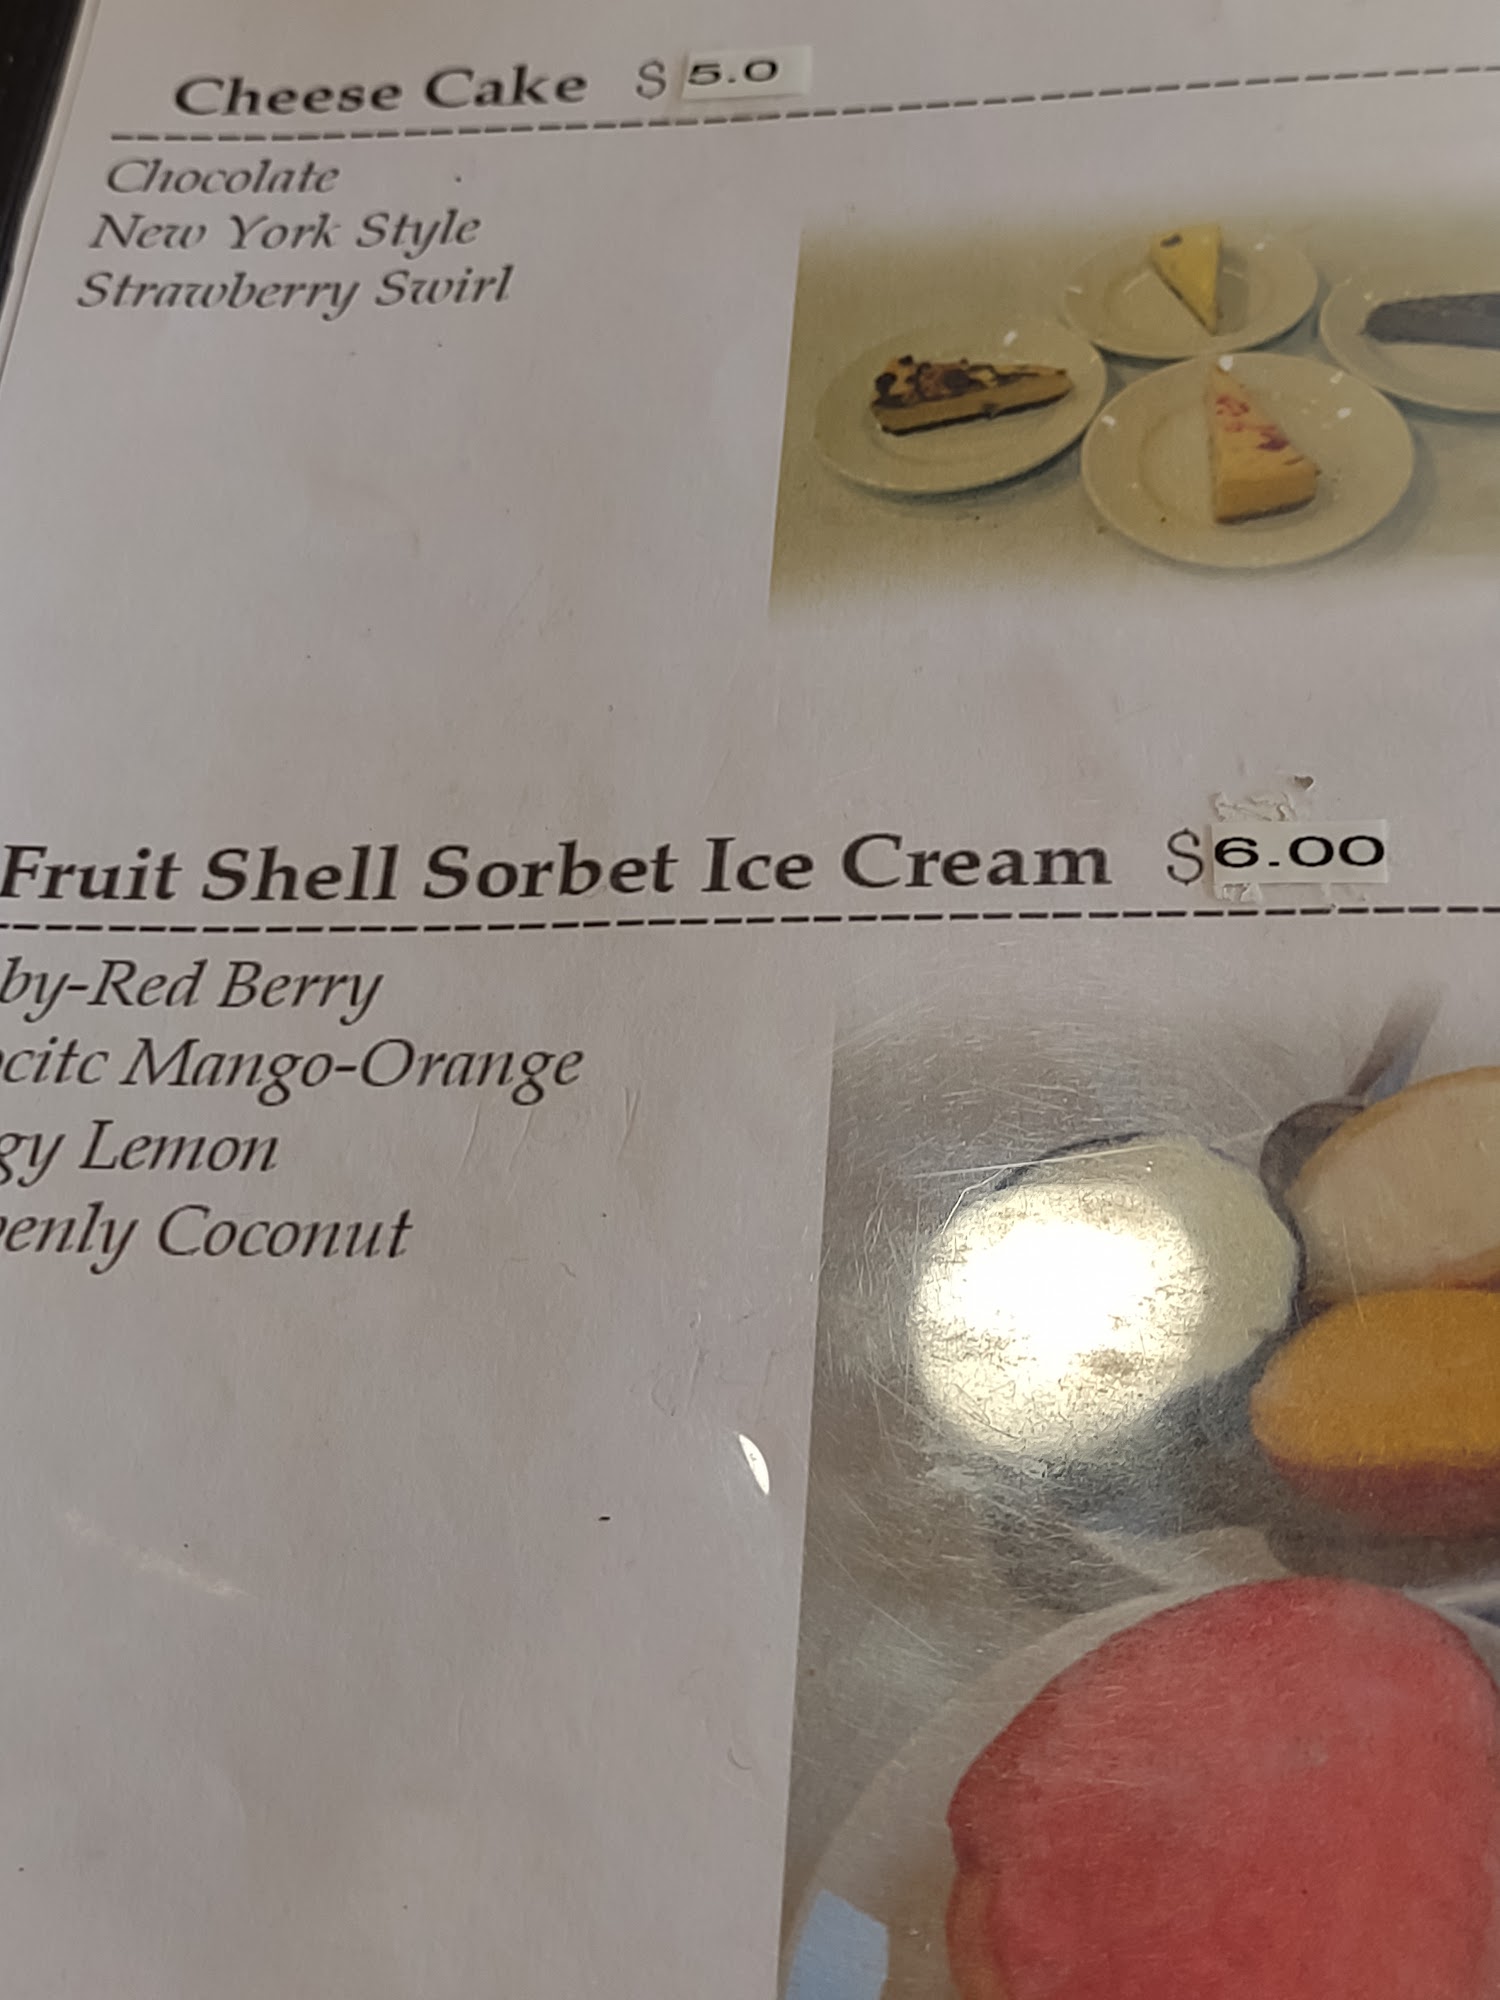 Cheese Cake $ 5.0
Chocolate
New York Style
Strawberry Swirl
Fruit Shell Sorbet Ice Cream $6.00
by-Red Berry
citc Mango-Orange
gy Lemon
enly Coconut